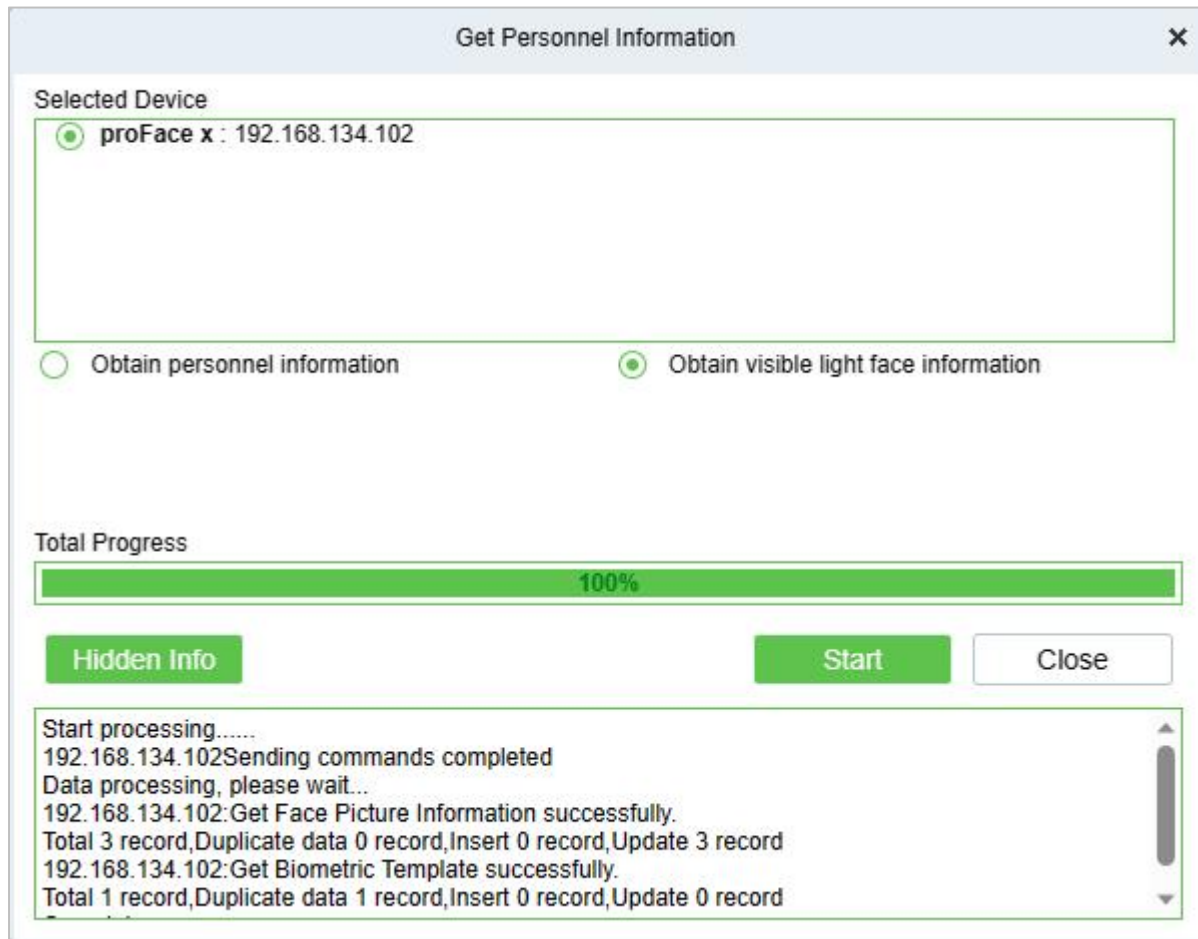 Get Personnel Information ×
Selected Device
proFace x : 192.168.134.102
Obtain personnel information Obtain visible light face information
Total Progress
100%
Hidden Info Start Close
Start processing......
192.168.134.102Sending commands completed
Data processing, please wait...
192.168.134.102:Get Face Picture Information successfully.
Total 3 record,Duplicate data 0 record,Insert 0 record,Update 3 record
192.168.134.102:Get Biometric Template successfully.
Total 1 record,Duplicate data 1 record,Insert 0 record,Update 0 record